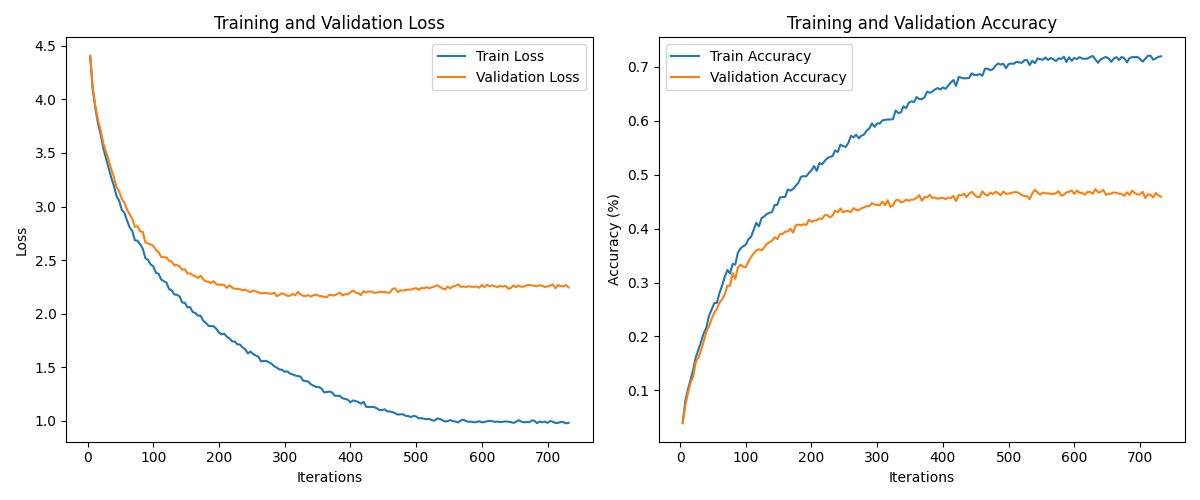 Training and Validation Loss
4.5
4.0
3.5
3.0
2.5
2.0
1.5
1.0
Loss
0 100 200 300 400 500 600 700
Iterations
Train Loss
Validation Loss
Training and Validation Accuracy
0.7
0.6
0.5
0.4
0.3
0.2
0.1
Accuracy (%)
0 100 200 300 400 500 600 700
Iterations
Train Accuracy
Validation Accuracy